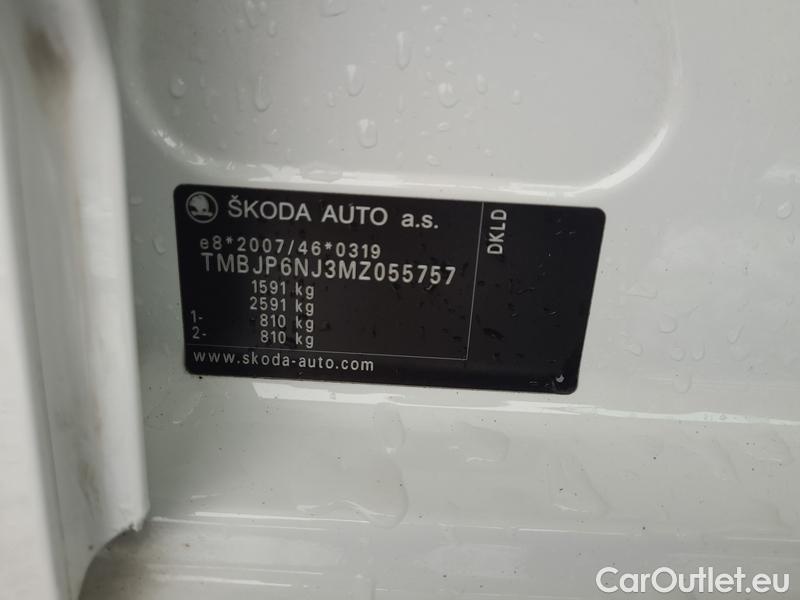 ŠKODA AUTO a.s.
e8*2007/46*0319
TMBJP6NJ3MZ055757
1591 kg
2591 kg
1- 810 kg
2- 810 kg
www.skoda-auto.com
DKLD
CarOutlet.eu